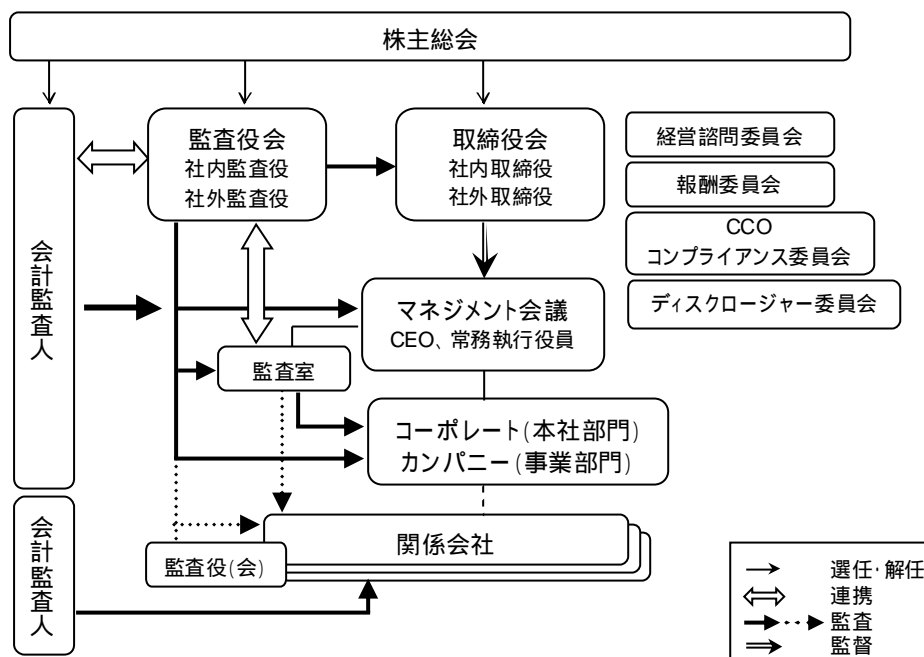 株主総会
監査役会
社内監査役
社外監査役
取締役会
社内取締役
社外取締役
経営諮問委員会
報酬委員会
CCO
コンプライアンス委員会
ディスクロージャー委員会
会計監査人
マネジメント会議
CEO、常務執行役員
監査室
コーポレート(本社部門)
カンパニー(事業部門)
会計監査人
関係会社
監査役(会)
選任・解任
連携
監査
監督